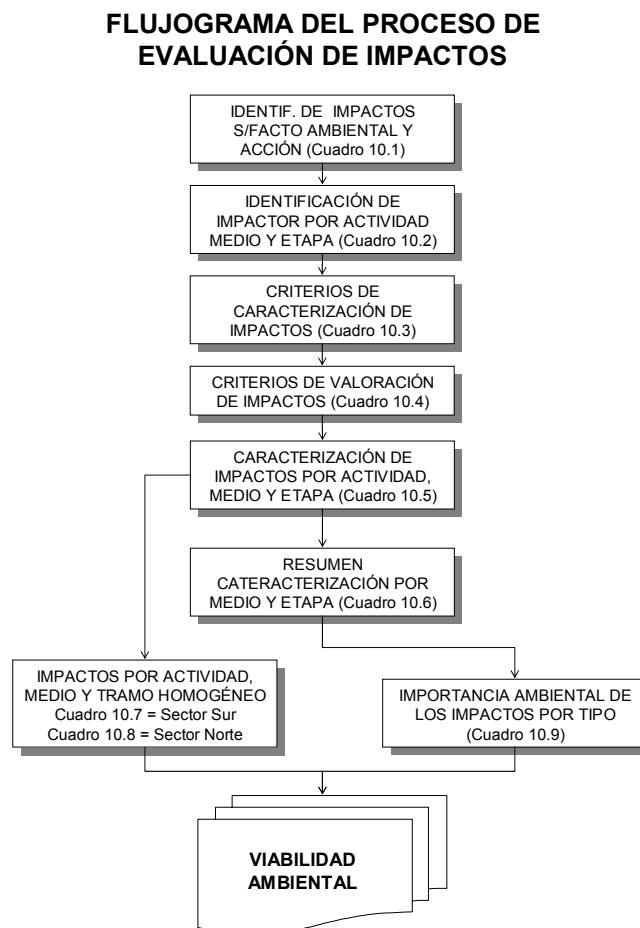 FLUJOGRAMA DEL PROCESO DE
EVALUACIÓN DE IMPACTOS
IDENTIF. DE IMPACTOS
S/FACTO AMBIENTAL Y
ACCIÓN (Cuadro 10.1)
IDENTIFICACIÓN DE
IMPACTOR POR ACTIVIDAD
MEDIO Y ETAPA (Cuadro 10.2)
CRITERIOS DE
CARACTERIZACIÓN DE
IMPACTOS (Cuadro 10.3)
CRITERIOS DE VALORACIÓN
DE IMPACTOS (Cuadro 10.4)
CARACTERIZACIÓN DE
IMPACTOS POR ACTIVIDAD,
MEDIO Y ETAPA (Cuadro 10.5)
RESUMEN
CATERACTERIZACIÓN POR
MEDIO Y ETAPA (Cuadro 10.6)
IMPACTOS POR ACTIVIDAD,
MEDIO Y TRAMO HOMOGÉNEO
Cuadro 10.7 = Sector Sur
Cuadro 10.8 = Sector Norte
IMPORTANCIA AMBIENTAL DE
LOS IMPACTOS POR TIPO
(Cuadro 10.9)
VIABILIDAD
AMBIENTAL